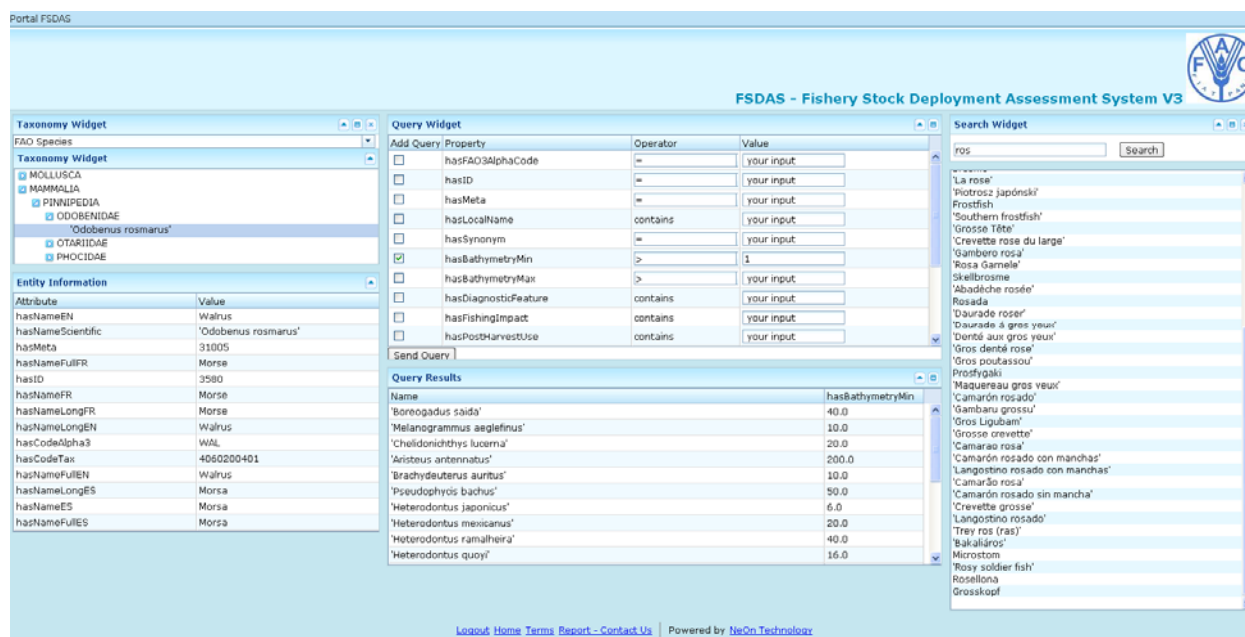 Portal FSDAS
FAO
FSDAS - Fishery Stock Deployment Assessment System V3
Taxonomy Widget
FAO Species
Taxonomy Widget
MOLLUSCA
MAMMALIA
PINNIPEDIA
ODOBENIDAE
'Odobenus rosmarus'
OTARIIDAE
PHOCIDAE
Entity Information
Attribute Value
hasNameEN Walrus
hasNameScientific 'Odobenus rosmarus'
hasMeta 31005
hasNameFullFR Morse
hasID 3580
hasNameFR Morse
hasNameLongFR Morse
hasNameLongEN Walrus
hasCodeAlpha3 WAL
hasCodeTax 4060200401
hasNameFullEN Walrus
hasNameLongES Morsa
hasNameES Morsa
hasNameFullES Morsa
Query Widget
Add Query Property Operator Value
hasFAO3AlphaCode = your input
hasID = your input
hasMeta = your input
hasLocalName contains your input
hasSynonym = your input
hasBathymetryMin > 1
hasBathymetryMax > your input
hasDiagnosticFeature contains your input
hasFishingImpact contains your input
hasPostHarvestUse contains your input
Send Query
Query Results
Name hasBathymetryMin
'Boreogadus saida' 40.0
'Melanogrammus aeglefinus' 10.0
'Chelidonichthys lucerna' 20.0
'Aristeus antennatus' 200.0
'Brachydeuterus auritus' 10.0
'Pseudophycis bachus' 50.0
'Heterodontus japonicus' 6.0
'Heterodontus mexicanus' 20.0
'Heterodontus ramalheira' 40.0
'Heterodontus quoyi' 16.0
Search Widget
ros Search
'La rose'
'Piotrosz japónski'
Frostfish
'Southern frostfish'
'Grosse Tête'
'Crevette rose du large'
'Gambero rosa'
'Rosa Garnele'
Skellbrosme
'Abadèche rosée'
Rosada
'Daurade roser'
'Daurade à gros yeux'
'Denté aux gros yeux'
'Gros denté rose'
'Gros poutassou'
Prosfygaki
'Maquereau gros yeux'
'Camarón rosado'
'Gambaru grossu'
'Gros Ligubam'
'Grosse crevette'
'Camarao rosa'
'Camarón rosado con manchas'
'Langostino rosado con manchas'
'Camarão rosa'
'Camarón rosado sin mancha'
'Crevette grosse'
'Langostino rosado'
'Trey ros (ras)'
'Bakaliáros'
Microstom
'Rosy soldier fish'
Rosellona
Grosskopf
Logout Home Terms Report - Contact Us | Powered by NeOn Technology